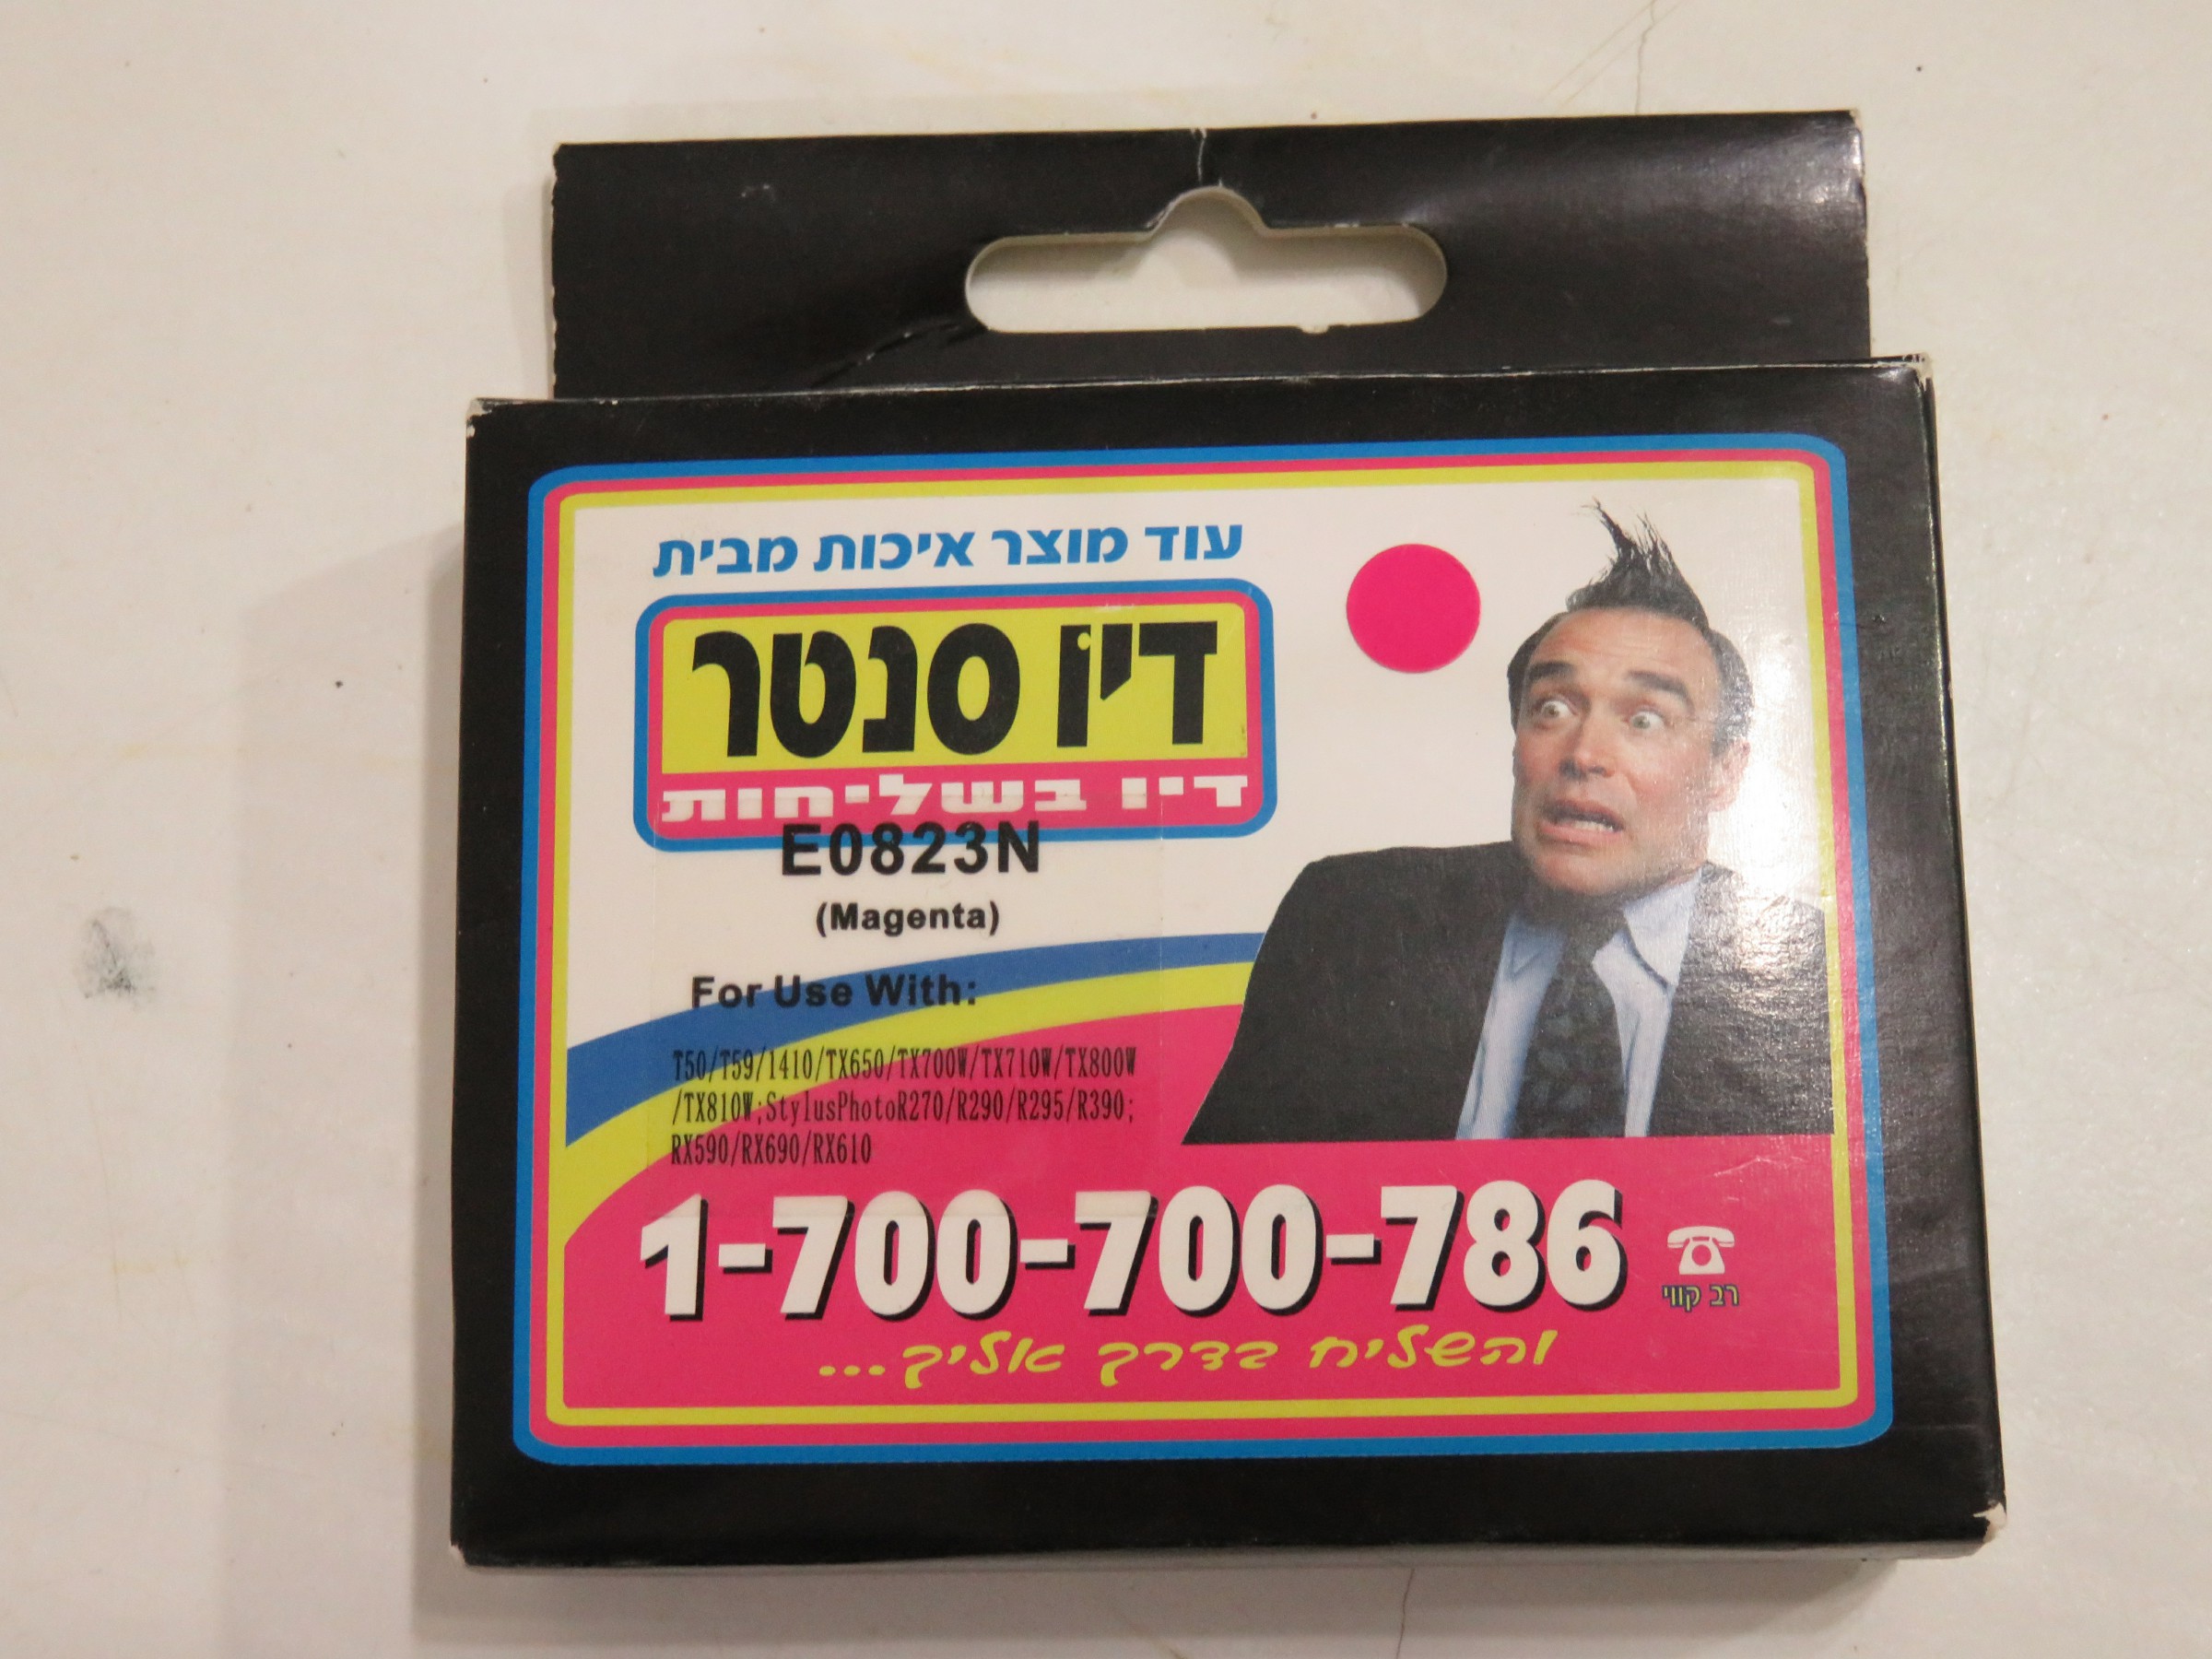 עוד מוצר איכות מבית
דיו סנטר
דיו בשליחות
E0823N
(Magenta)
For Use With:
T50/T59/1410/TX650/TX700W/TX710W/TX800W
/TX810W;StylusPhotoR270/R290/R295/R390;
RX590/RX690/RX610
1-700-700-786
רב קווי
והשליח בדרך אליך...